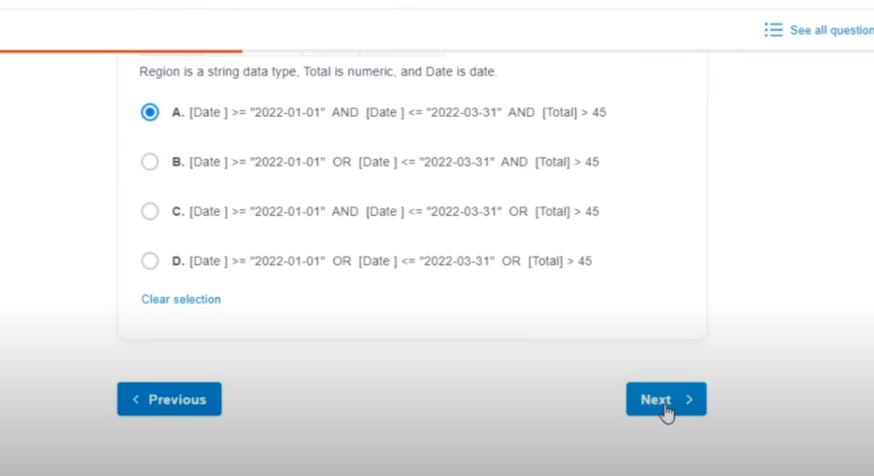 See all question
Region is a string data type, Total is numeric, and Date is date.
A. [Date ] >= "2022-01-01" AND [Date ] <= "2022-03-31" AND [Total] > 45
B. [Date ] >= "2022-01-01" OR [Date ] <= "2022-03-31" AND [Total] > 45
C. [Date ] >= "2022-01-01" AND [Date ] <= "2022-03-31" OR [Total] > 45
D. [Date ] >= "2022-01-01" OR [Date ] <= "2022-03-31" OR [Total] > 45
Clear selection
Previous
Next